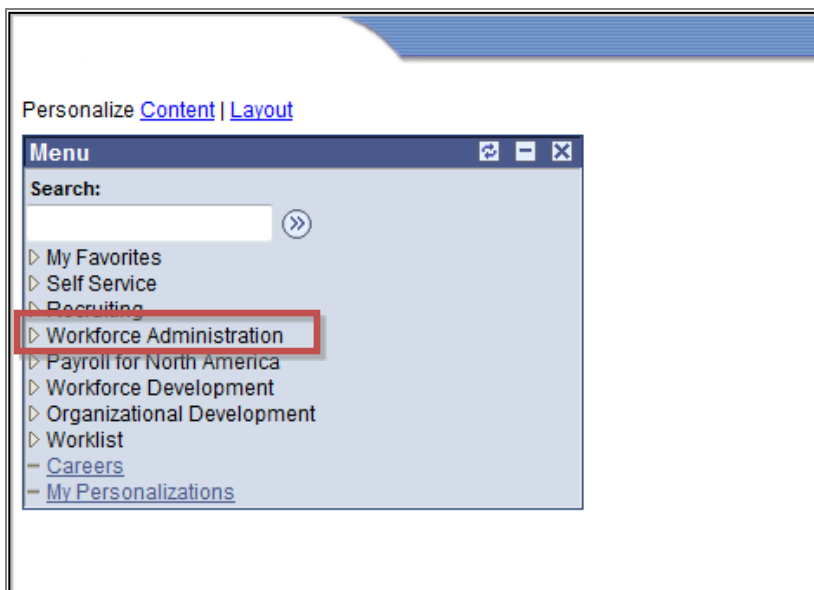 Personalize Content | Layout
Menu
Search:
My Favorites
Self Service
Recruiting
Workforce Administration
Payroll for North America
Workforce Development
Organizational Development
Worklist
Careers
My Personalizations